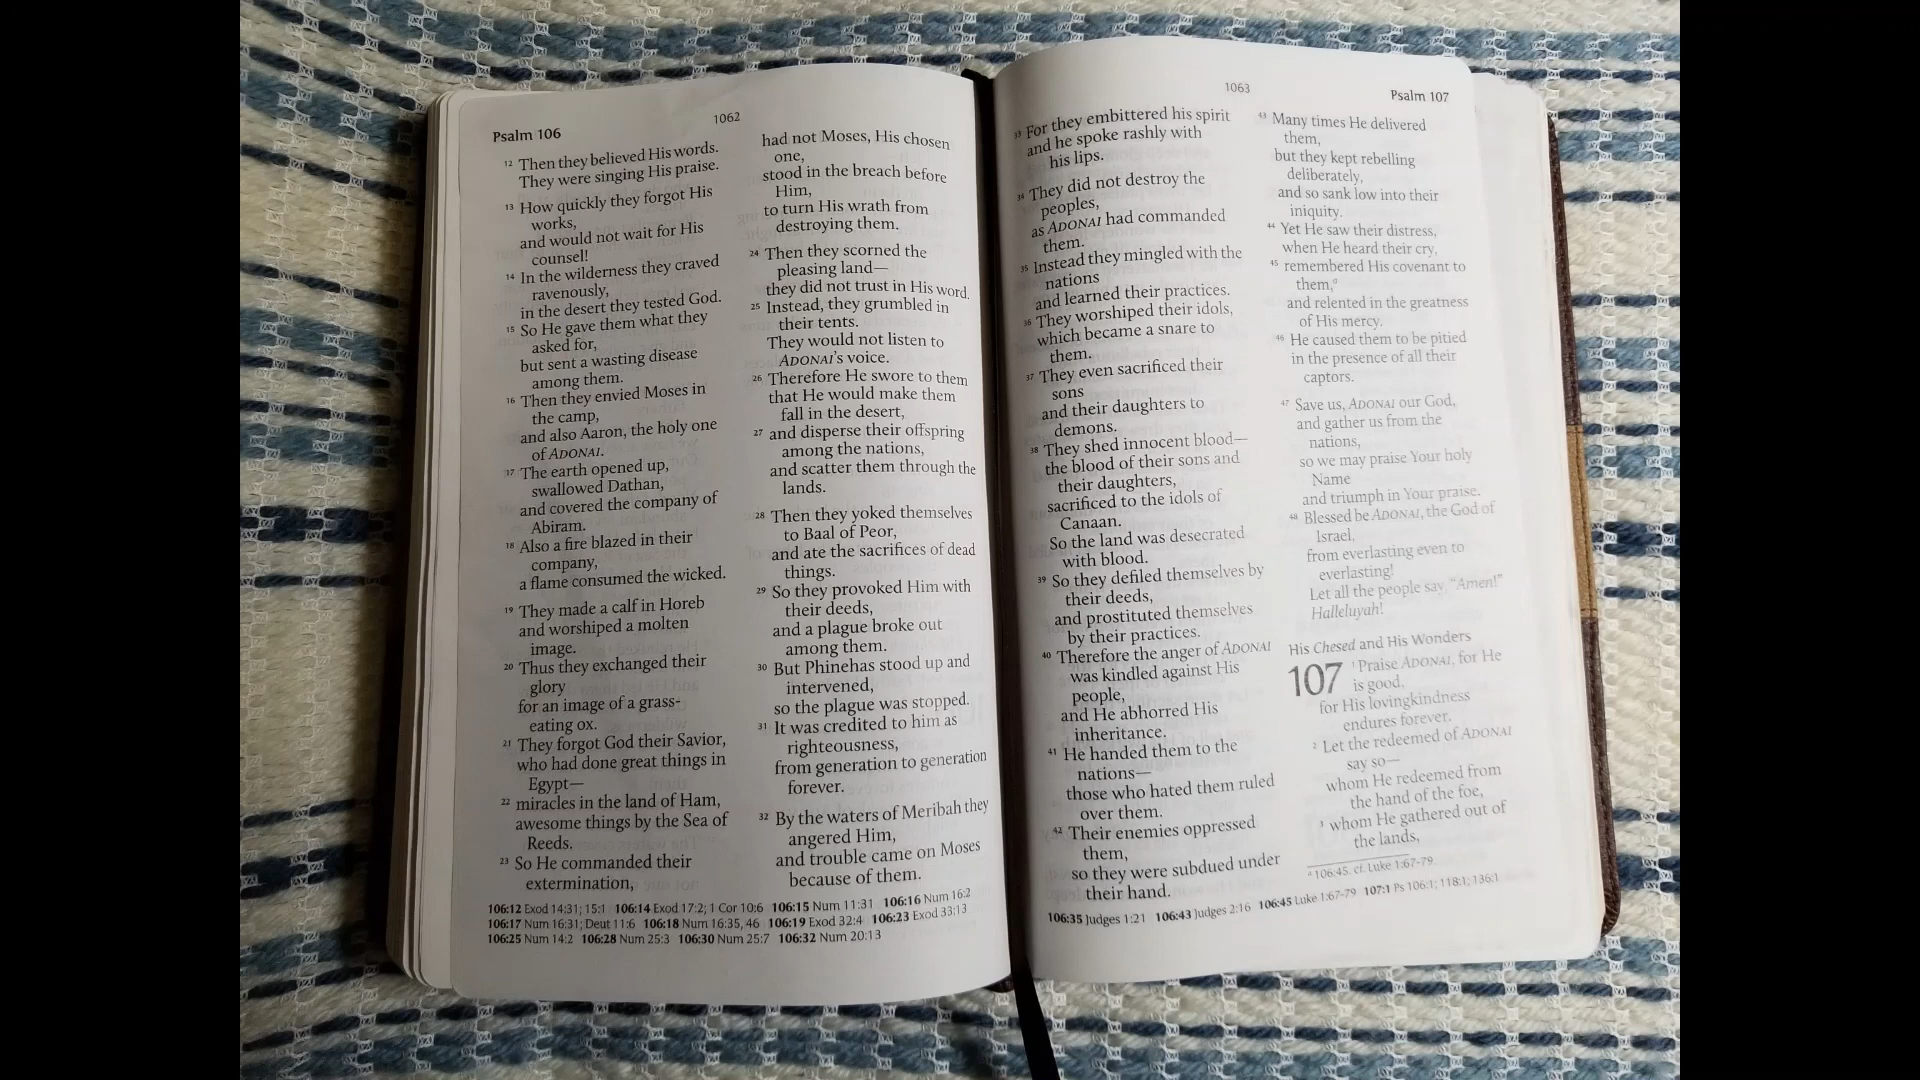 Psalm 106
1062
12 Then they believed His words.
They were singing His praise.
13 How quickly they forgot His
works,
and would not wait for His
counsel!
14 In the wilderness they craved
ravenously,
in the desert they tested God.
15 So He gave them what they
asked for,
but sent a wasting disease
among them.
16 Then they envied Moses in
the camp,
and also Aaron, the holy one
of ADONAI.
17 The earth opened up,
swallowed Dathan,
and covered the company of
Abiram.
18 Also a fire blazed in their
company,
a flame consumed the wicked.
19 They made a calf in Horeb
and worshiped a molten
image.
20 Thus they exchanged their
glory
for an image of a grass-
eating ox.
21 They forgot God their Savior,
who had done great things in
Egypt—
22 miracles in the land of Ham,
awesome things by the Sea of
Reeds.
23 So He commanded their
extermination,
had not Moses, His chosen
one,
stood in the breach before
Him,
to turn His wrath from
destroying them.
24 Then they scorned the
pleasing land—
they did not trust in His word.
25 Instead, they grumbled in
their tents.
They would not listen to
ADONAI's voice.
26 Therefore He swore to them
that He would make them
fall in the desert,
27 and disperse their offspring
among the nations,
and scatter them through the
lands.
28 Then they yoked themselves
to Baal of Peor,
and ate the sacrifices of dead
things.
29 So they provoked Him with
their deeds,
and a plague broke out
among them.
30 But Phinehas stood up and
intervened,
so the plague was stopped.
31 It was credited to him as
righteousness,
from generation to generation
forever.
32 By the waters of Meribah they
angered Him,
and trouble came on Moses
because of them.
106:12 Exod 14:31; 15:1 106:14 Exod 17:2; 1 Cor 10:6 106:15 Num 11:31 106:16 Num 16:2
106:17 Num 16:31; Deut 11:6 106:18 Num 16:35, 46 106:19 Exod 32:4 106:23 Exod 33:13
106:25 Num 14:2 106:28 Num 25:3 106:30 Num 25:7 106:32 Num 20:13
1063
Psalm 107
33 For they embittered his spirit
and he spoke rashly with
his lips.
34 They did not destroy the
peoples,
as ADONAI had commanded
them.
35 Instead they mingled with the
nations
and learned their practices.
36 They worshiped their idols,
which became a snare to
them.
37 They even sacrificed their
sons
and their daughters to
demons.
38 They shed innocent blood—
the blood of their sons and
their daughters,
sacrificed to the idols of
Canaan.
So the land was desecrated
with blood.
39 So they defiled themselves by
their deeds,
and prostituted themselves
by their practices.
40 Therefore the anger of ADONAI
was kindled against His
people,
and He abhorred His
inheritance.
41 He handed them to the
nations—
those who hated them ruled
over them.
42 Their enemies oppressed
them,
so they were subdued under
their hand.
43 Many times He delivered
them,
but they kept rebelling
deliberately,
and so sank low into their
iniquity.
44 Yet He saw their distress,
when He heard their cry,
45 remembered His covenant to
them,a
and relented in the greatness
of His mercy.
46 He caused them to be pitied
in the presence of all their
captors.
47 Save us, ADONAI our God,
and gather us from the
nations,
so we may praise Your holy
Name
and triumph in Your praise.
48 Blessed be ADONAI, the God of
Israel,
from everlasting even to
everlasting!
Let all the people say, “Amen!”
Halleluyah!
His Chesed and His Wonders
107 1 Praise ADONAI, for He
is good,
for His lovingkindness
endures forever.
2 Let the redeemed of ADONAI
say so—
whom He redeemed from
the hand of the foe,
3 whom He gathered out of
the lands,
a 106:45. cf. Luke 1:67-79
106:35 Judges 1:21 106:43 Judges 2:16 106:45 Luke 1:67-79 107:1 Ps 106:1; 118:1; 136:1